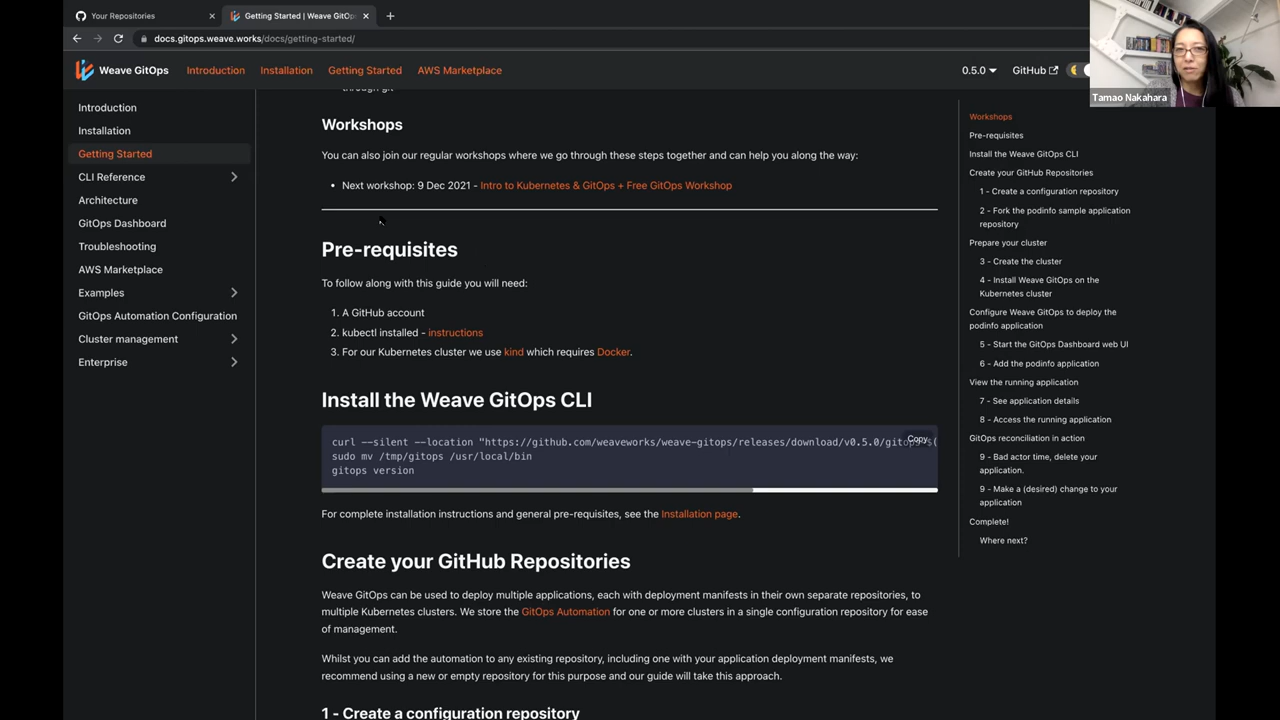 Your Repositories
Getting Started | Weave GitOp
docs.gitops.weave.works/docs/getting-started/
Weave GitOps
Introduction
Installation
Getting Started
AWS Marketplace
0.5.0
GitHub
Tamao Nakahara
Introduction
Installation
Getting Started
CLI Reference
Architecture
GitOps Dashboard
Troubleshooting
AWS Marketplace
Examples
GitOps Automation Configuration
Cluster management
Enterprise
through git
Workshops
You can also join our regular workshops where we go through these steps together and can help you along the way:
• Next workshop: 9 Dec 2021 - Intro to Kubernetes & GitOps + Free GitOps Workshop
Pre-requisites
To follow along with this guide you will need:
1. A GitHub account
2. kubectl installed - instructions
3. For our Kubernetes cluster we use kind which requires Docker.
Install the Weave GitOps CLI
Copy
curl --silent --location "https://github.com/weaveworks/weave-gitops/releases/download/v0.5.0/gitops-$(
sudo mv /tmp/gitops /usr/local/bin
gitops version
For complete installation instructions and general pre-requisites, see the Installation page.
Create your GitHub Repositories
Weave GitOps can be used to deploy multiple applications, each with deployment manifests in their own separate repositories, to
multiple Kubernetes clusters. We store the GitOps Automation for one or more clusters in a single configuration repository for ease
of management.
Whilst you can add the automation to any existing repository, including one with your application deployment manifests, we
recommend using a new or empty repository for this purpose and our guide will take this approach.
1 - Create a configuration repository
Workshops
Pre-requisites
Install the Weave GitOps CLI
Create your GitHub Repositories
1 - Create a configuration repository
2 - Fork the podinfo sample application
repository
Prepare your cluster
3 - Create the cluster
4 - Install Weave GitOps on the
Kubernetes cluster
Configure Weave GitOps to deploy the
podinfo application
5 - Start the GitOps Dashboard web UI
6 - Add the podinfo application
View the running application
7 - See application details
8 - Access the running application
GitOps reconciliation in action
9 - Bad actor time, delete your
application.
9 - Make a (desired) change to your
application
Complete!
Where next?